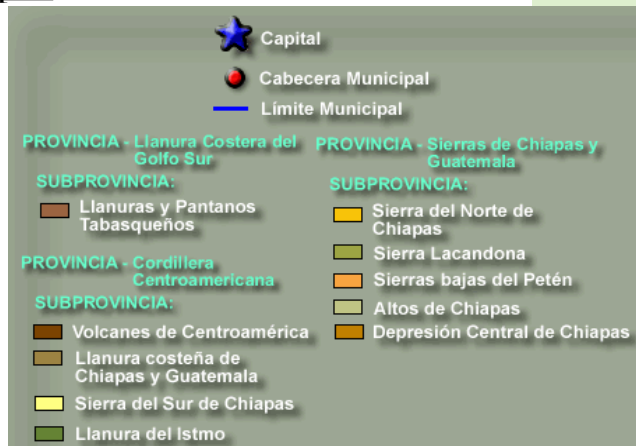 Capital
Cabecera Municipal
Límite Municipal
PROVINCIA - Llanura Costera del
Golfo Sur
SUBPROVINCIA:
Llanuras y Pantanos
Tabasqueños
PROVINCIA - Cordillera
Centroamericana
SUBPROVINCIA:
Volcanes de Centroamérica
Llanura costeña de
Chiapas y Guatemala
Sierra del Sur de Chiapas
Llanura del Istmo
PROVINCIA - Sierras de Chiapas y
Guatemala
SUBPROVINCIA:
Sierra del Norte de
Chiapas
Sierra Lacandona
Sierras bajas del Petén
Altos de Chiapas
Depresión Central de Chiapas